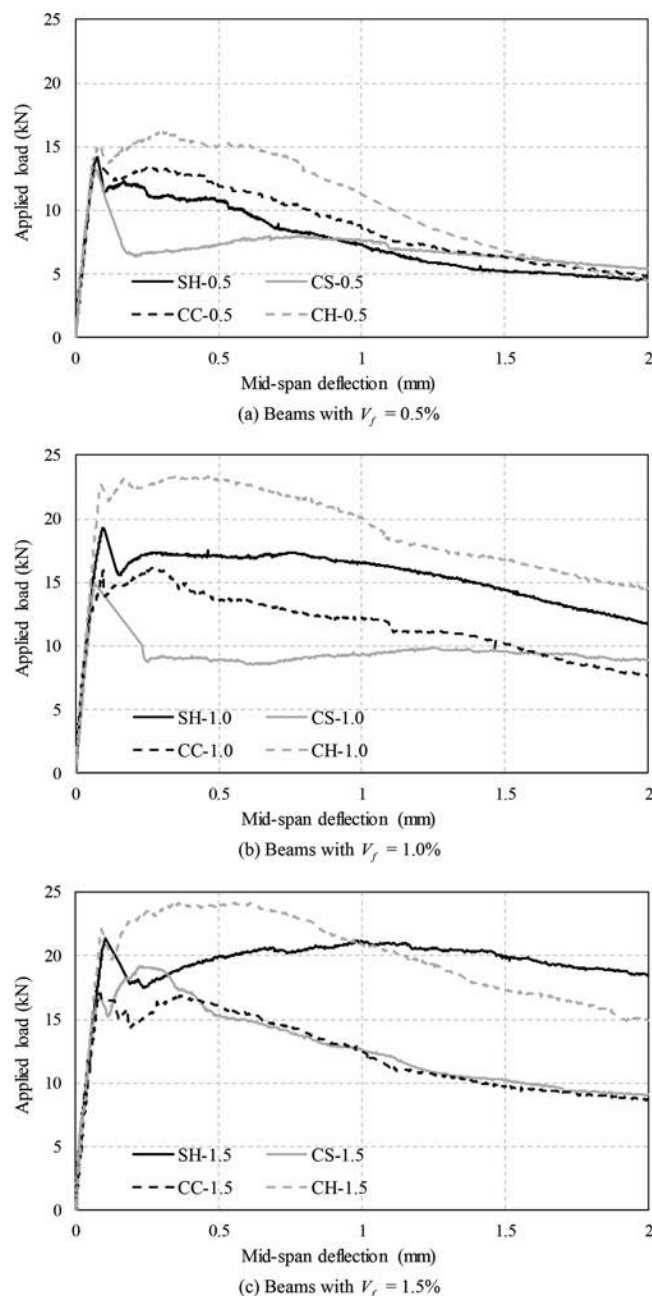 25
20
15
10
5
0
Applied load (kN)
SH-0.5 CS-0.5
CC-0.5 CH-0.5
0 0.5 1 1.5 2
Mid-span deflection (mm)
(a) Beams with V_f = 0.5%
25
20
15
10
5
0
Applied load (kN)
SH-1.0 CS-1.0
CC-1.0 CH-1.0
0 0.5 1 1.5 2
Mid-span deflection (mm)
(b) Beams with V_f = 1.0%
25
20
15
10
5
0
Applied load (kN)
SH-1.5 CS-1.5
CC-1.5 CH-1.5
0 0.5 1 1.5 2
Mid-span deflection (mm)
(c) Beams with V_f = 1.5%